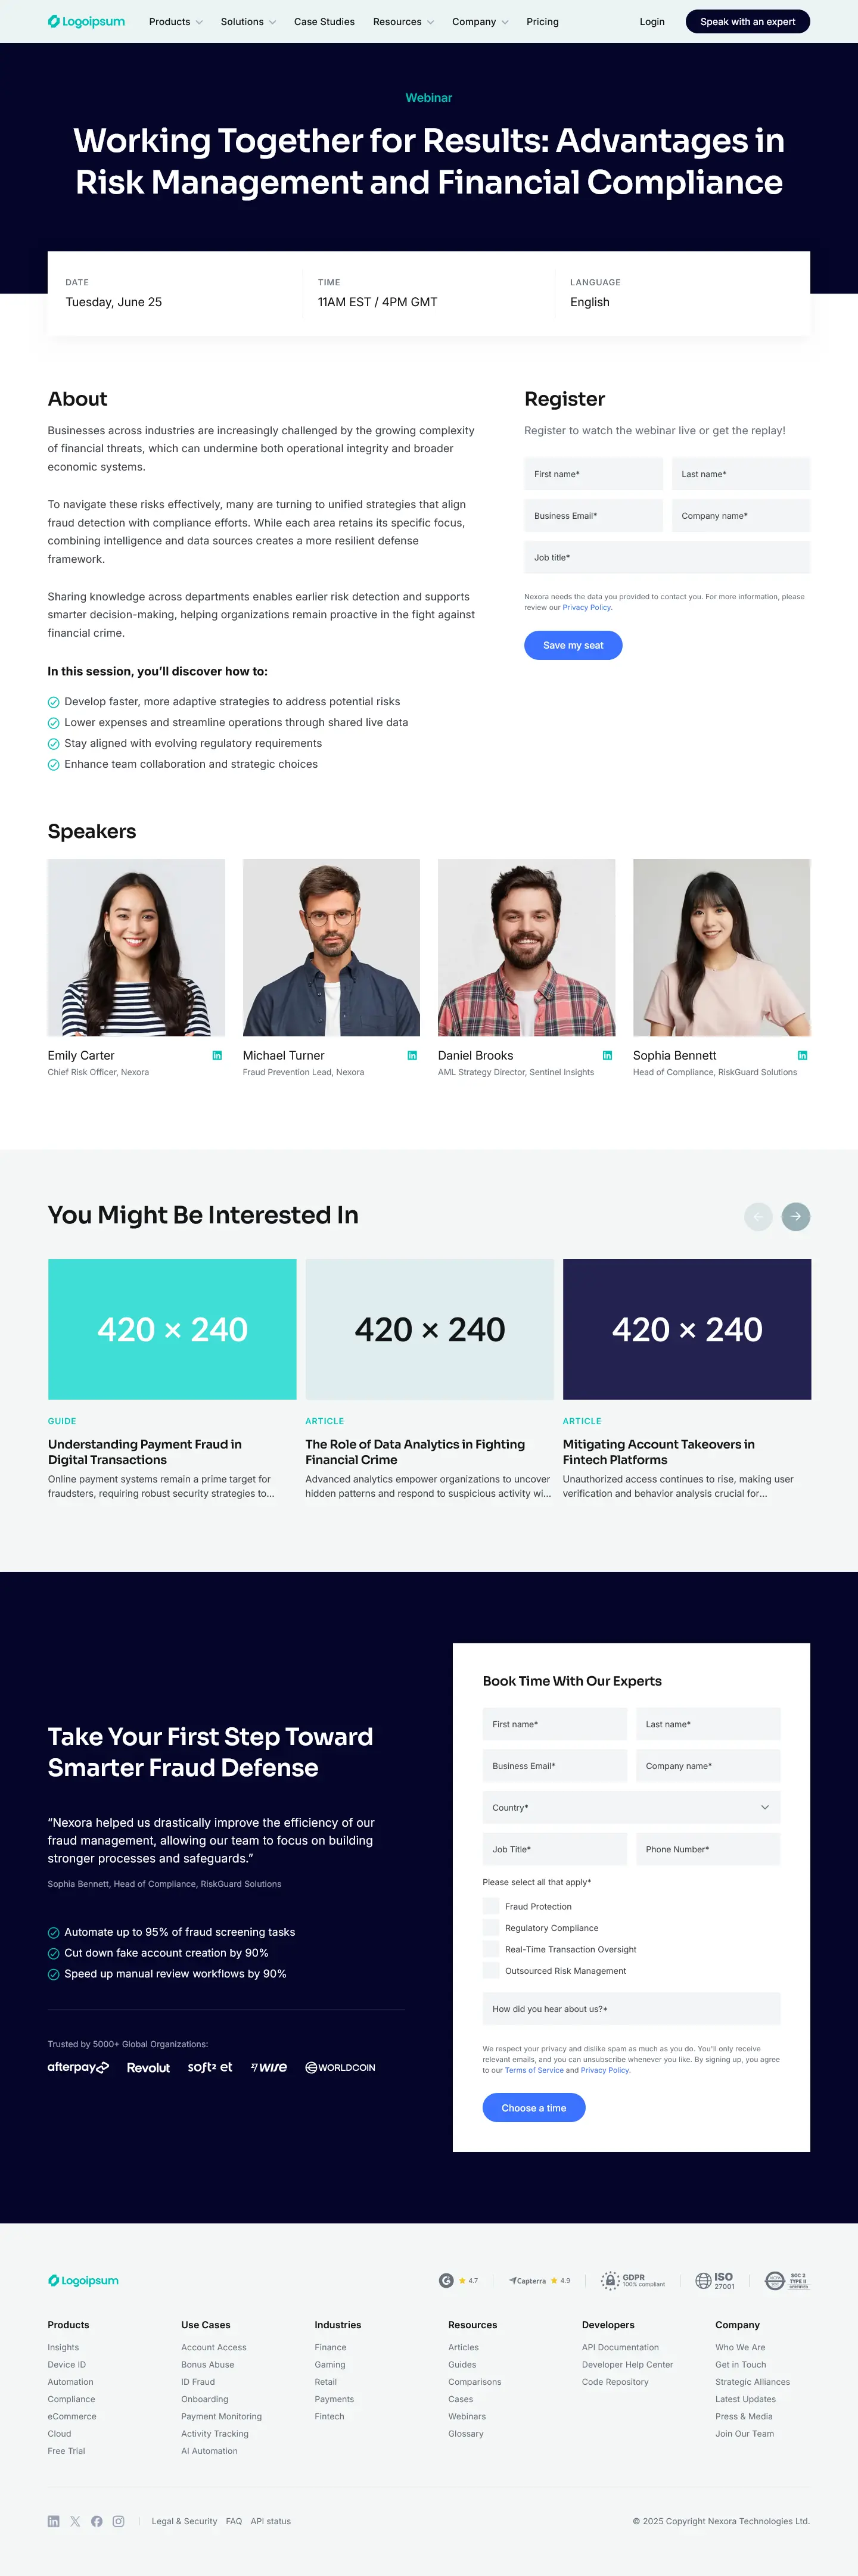 Logoipsum
Products
Solutions
Case Studies
Resources
Company
Pricing
Login
Speak with an expert
Webinar
Working Together for Results: Advantages in
Risk Management and Financial Compliance
DATE
Tuesday, June 25
TIME
11AM EST / 4PM GMT
LANGUAGE
English
About
Businesses across industries are increasingly challenged by the growing complexity
of financial threats, which can undermine both operational integrity and broader
economic systems.
To navigate these risks effectively, many are turning to unified strategies that align
fraud detection with compliance efforts. While each area retains its specific focus,
combining intelligence and data sources creates a more resilient defense
framework.
Sharing knowledge across departments enables earlier risk detection and supports
smarter decision-making, helping organizations remain proactive in the fight against
financial crime.
In this session, you’ll discover how to:
Develop faster, more adaptive strategies to address potential risks
Lower expenses and streamline operations through shared live data
Stay aligned with evolving regulatory requirements
Enhance team collaboration and strategic choices
Register
Register to watch the webinar live or get the replay!
First name*
Last name*
Business Email*
Company name*
Job title*
Nexora needs the data you provided to contact you. For more information, please
review our Privacy Policy.
Save my seat
Speakers
Emily Carter
in
Chief Risk Officer, Nexora
Michael Turner
in
Fraud Prevention Lead, Nexora
Daniel Brooks
in
AML Strategy Director, Sentinel Insights
Sophia Bennett
in
Head of Compliance, RiskGuard Solutions
You Might Be Interested In
420 × 240
GUIDE
Understanding Payment Fraud in
Digital Transactions
Online payment systems remain a prime target for
fraudsters, requiring robust security strategies to...
420 × 240
ARTICLE
The Role of Data Analytics in Fighting
Financial Crime
Advanced analytics empower organizations to uncover
hidden patterns and respond to suspicious activity wi...
420 × 240
ARTICLE
Mitigating Account Takeovers in
Fintech Platforms
Unauthorized access continues to rise, making user
verification and behavior analysis crucial for...
Take Your First Step Toward
Smarter Fraud Defense
“Nexora helped us drastically improve the efficiency of our
fraud management, allowing our team to focus on building
stronger processes and safeguards.”
Sophia Bennett, Head of Compliance, RiskGuard Solutions
Automate up to 95% of fraud screening tasks
Cut down fake account creation by 90%
Speed up manual review workflows by 90%
Trusted by 5000+ Global Organizations:
afterpay
Revolut
soft2bet
wise
WORLDCOIN
Book Time With Our Experts
First name*
Last name*
Business Email*
Company name*
Country*
Job Title*
Phone Number*
Please select all that apply*
Fraud Protection
Regulatory Compliance
Real-Time Transaction Oversight
Outsourced Risk Management
How did you hear about us?*
We respect your privacy and dislike spam as much as you do. You'll only receive
relevant emails, and you can unsubscribe whenever you like. By signing up, you agree
to our Terms of Service and Privacy Policy.
Choose a time
Logoipsum
4.7
Capterra
4.9
GDPR
100% compliant
ISO
27001
SOC 2
TYPE II
Products
Insights
Device ID
Automation
Compliance
eCommerce
Cloud
Free Trial
Use Cases
Account Access
Bonus Abuse
ID Fraud
Onboarding
Payment Monitoring
Activity Tracking
AI Automation
Industries
Finance
Gaming
Retail
Payments
Fintech
Resources
Articles
Guides
Comparisons
Cases
Webinars
Glossary
Developers
API Documentation
Developer Help Center
Code Repository
Company
Who We Are
Get in Touch
Strategic Alliances
Latest Updates
Press & Media
Join Our Team
Legal & Security
FAQ
API status
© 2025 Copyright Nexora Technologies Ltd.